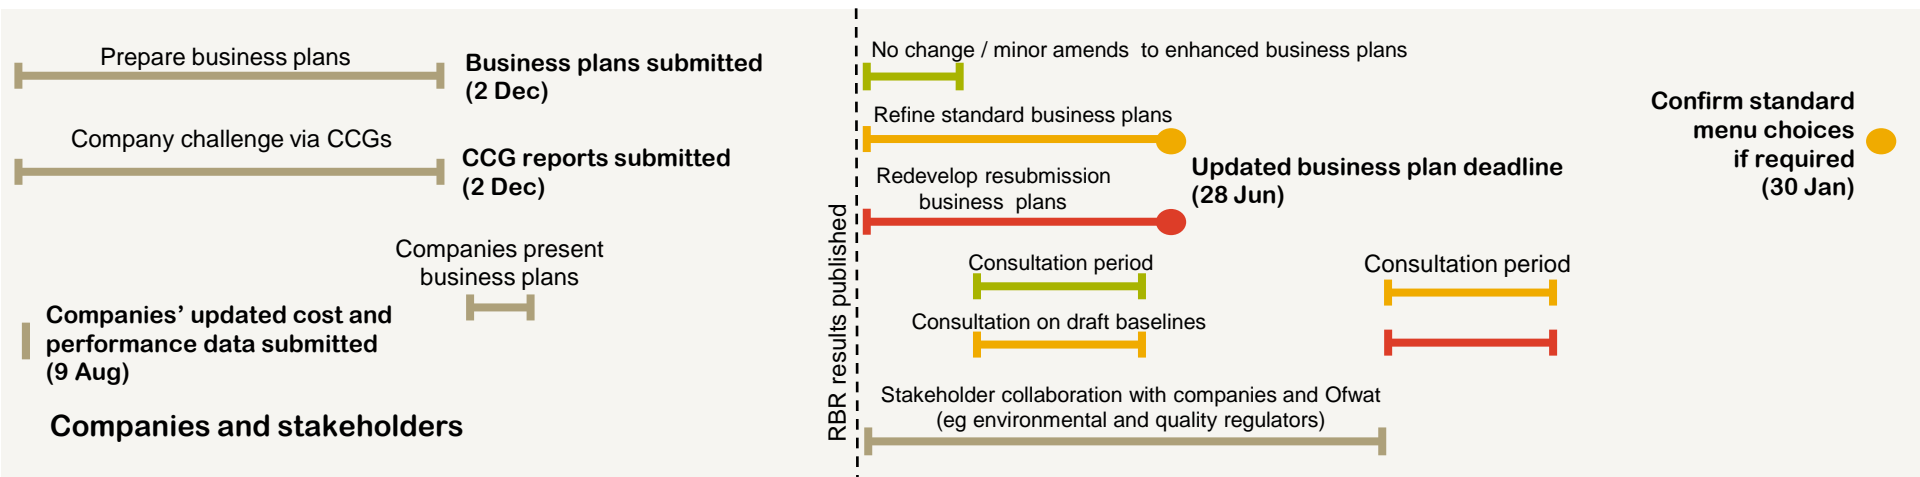 Prepare business plans
Business plans submitted
(2 Dec)
Company challenge via CCGs
CCG reports submitted
(2 Dec)
Companies present
business plans
Companies’ updated cost and
performance data submitted
(9 Aug)
Companies and stakeholders
RBR results published
No change / minor amends to enhanced business plans
Refine standard business plans
Redevelop resubmission
business plans
Updated business plan deadline
(28 Jun)
Confirm standard
menu choices
if required
(30 Jan)
Consultation period
Consultation on draft baselines
Consultation period
Stakeholder collaboration with companies and Ofwat
(eg environmental and quality regulators)